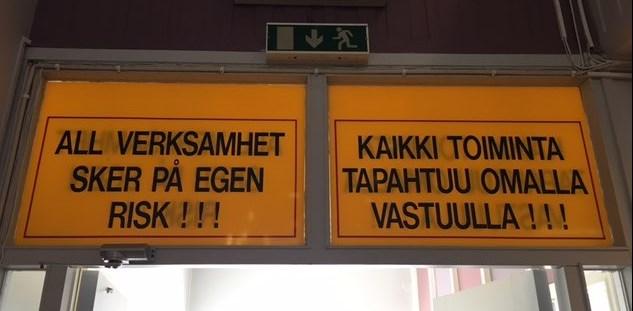 ALL VERKSAMHET
SKER PÅ EGEN
RISK ! ! !
KAIKKI TOIMINTA
TAPAHTUU OMALLA
VASTUULLA ! ! !